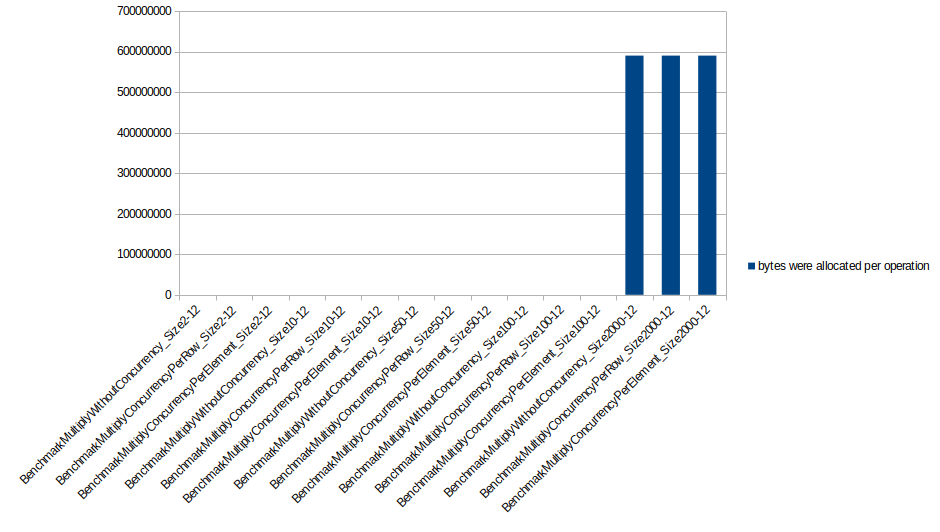 700000000
600000000
500000000
400000000
300000000
200000000
100000000
0
bytes were allocated per operation
BenchmarkMultiplyWithoutConcurrency_Size2-12
BenchmarkMultiplyConcurrencyPerRow_Size2-12
BenchmarkMultiplyConcurrencyPerElement_Size2-12
BenchmarkMultiplyWithoutConcurrency_Size10-12
BenchmarkMultiplyConcurrencyPerRow_Size10-12
BenchmarkMultiplyConcurrencyPerElement_Size10-12
BenchmarkMultiplyWithoutConcurrency_Size50-12
BenchmarkMultiplyConcurrencyPerRow_Size50-12
BenchmarkMultiplyConcurrencyPerElement_Size50-12
BenchmarkMultiplyWithoutConcurrency_Size100-12
BenchmarkMultiplyConcurrencyPerRow_Size100-12
BenchmarkMultiplyConcurrencyPerElement_Size100-12
BenchmarkMultiplyWithoutConcurrency_Size2000-12
BenchmarkMultiplyConcurrencyPerRow_Size2000-12
BenchmarkMultiplyConcurrencyPerElement_Size2000-12